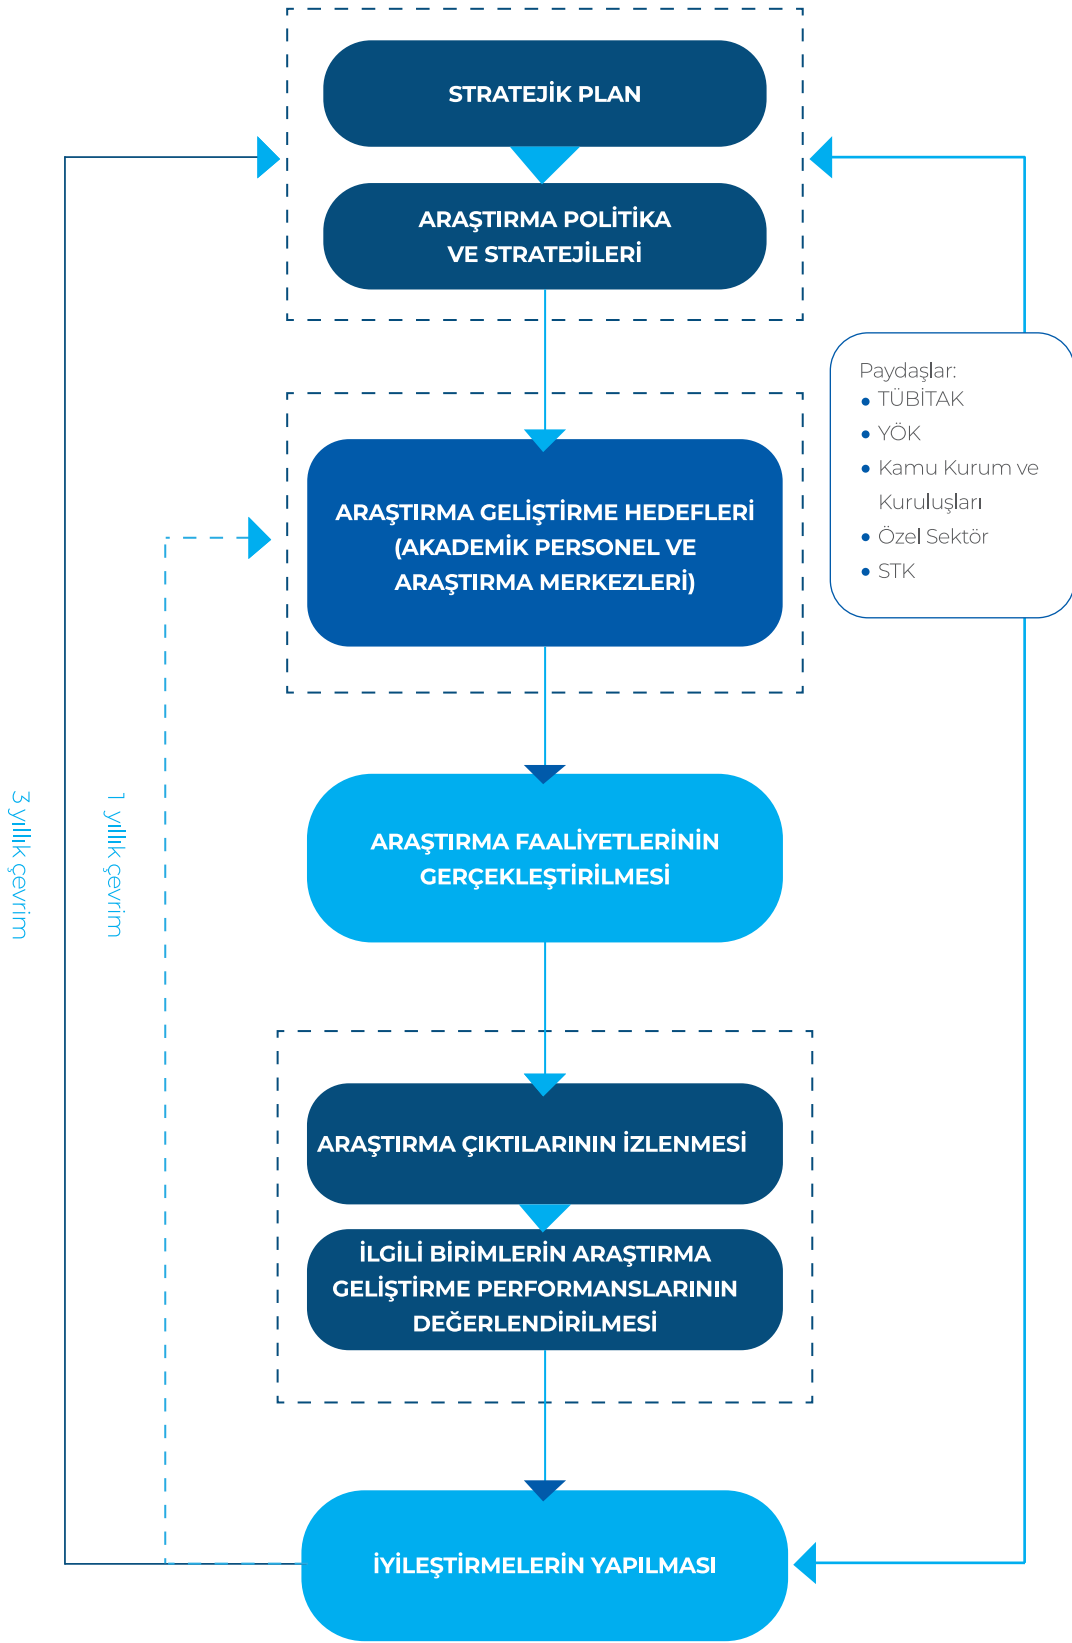 STRATEJİK PLAN
ARAŞTIRMA POLİTİKA
VE STRATEJİLERİ
Paydaşlar:
• TÜBİTAK
• YÖK
• Kamu Kurum ve
Kuruluşları
• Özel Sektör
• STK
ARAŞTIRMA GELİŞTİRME HEDEFLERİ
(AKADEMİK PERSONEL VE
ARAŞTIRMA MERKEZLERİ)
3 yıllık çevrim
1 yıllık çevrim
ARAŞTIRMA FAALİYETLERİNİN
GERÇEKLEŞTİRİLMESİ
ARAŞTIRMA ÇIKTILARININ İZLENMESİ
İLGİLİ BİRİMLERİN ARAŞTIRMA
GELİŞTİRME PERFORMANSLARININ
DEĞERLENDİRİLMESİ
İYİLEŞTİRMELERİN YAPILMASI